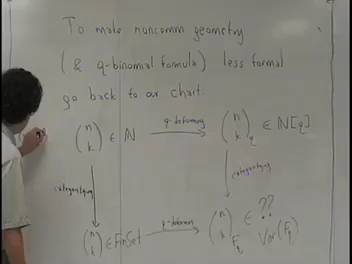 To make noncomm geometry
(& q-binomial formula) less formal
go back to our chart.
(n k) ∈ ℕ q-deforming (n k)_q ∈ ℕ[q]
categorifying categorifying
(n k) ∈ FinSet q-deforming (n k)_{F_q} ∈ ?? Var(F_q)